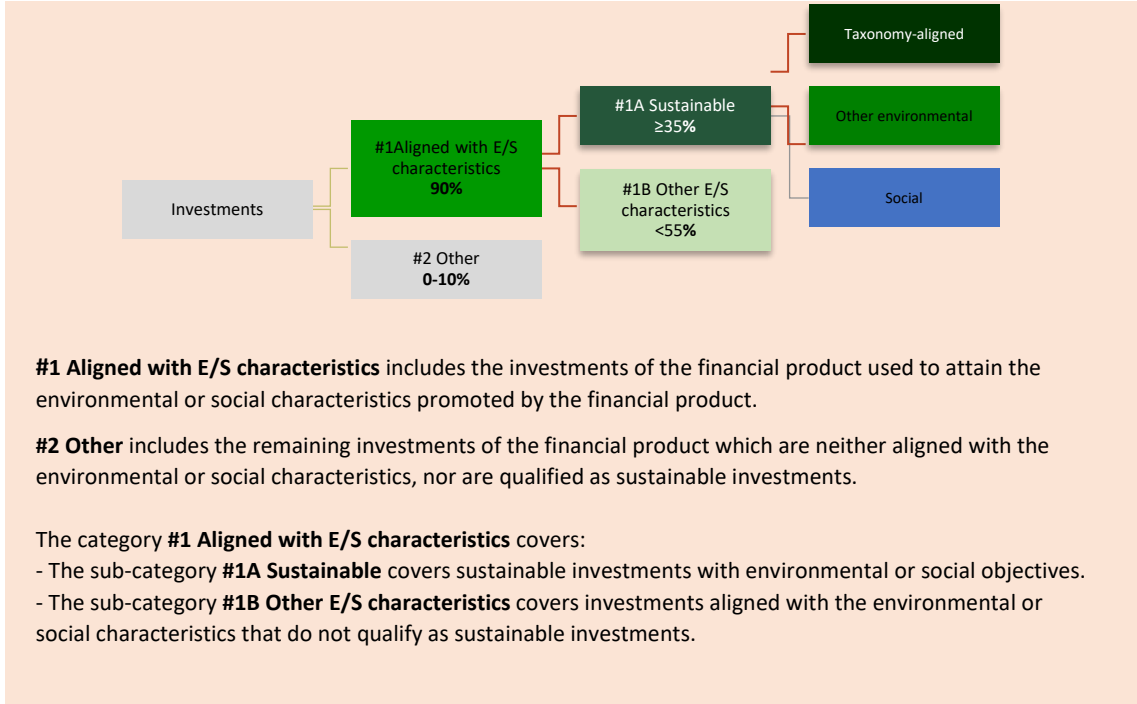 Taxonomy-aligned
#1A Sustainable
≥35%
Other environmental
#1Aligned with E/S
characteristics
90%
#1B Other E/S
characteristics
<55%
Social
Investments
#2 Other
0-10%
#1 Aligned with E/S characteristics includes the investments of the financial product used to attain the
environmental or social characteristics promoted by the financial product.
#2 Other includes the remaining investments of the financial product which are neither aligned with the
environmental or social characteristics, nor are qualified as sustainable investments.
The category #1 Aligned with E/S characteristics covers:
- The sub-category #1A Sustainable covers sustainable investments with environmental or social objectives.
- The sub-category #1B Other E/S characteristics covers investments aligned with the environmental or
social characteristics that do not qualify as sustainable investments.